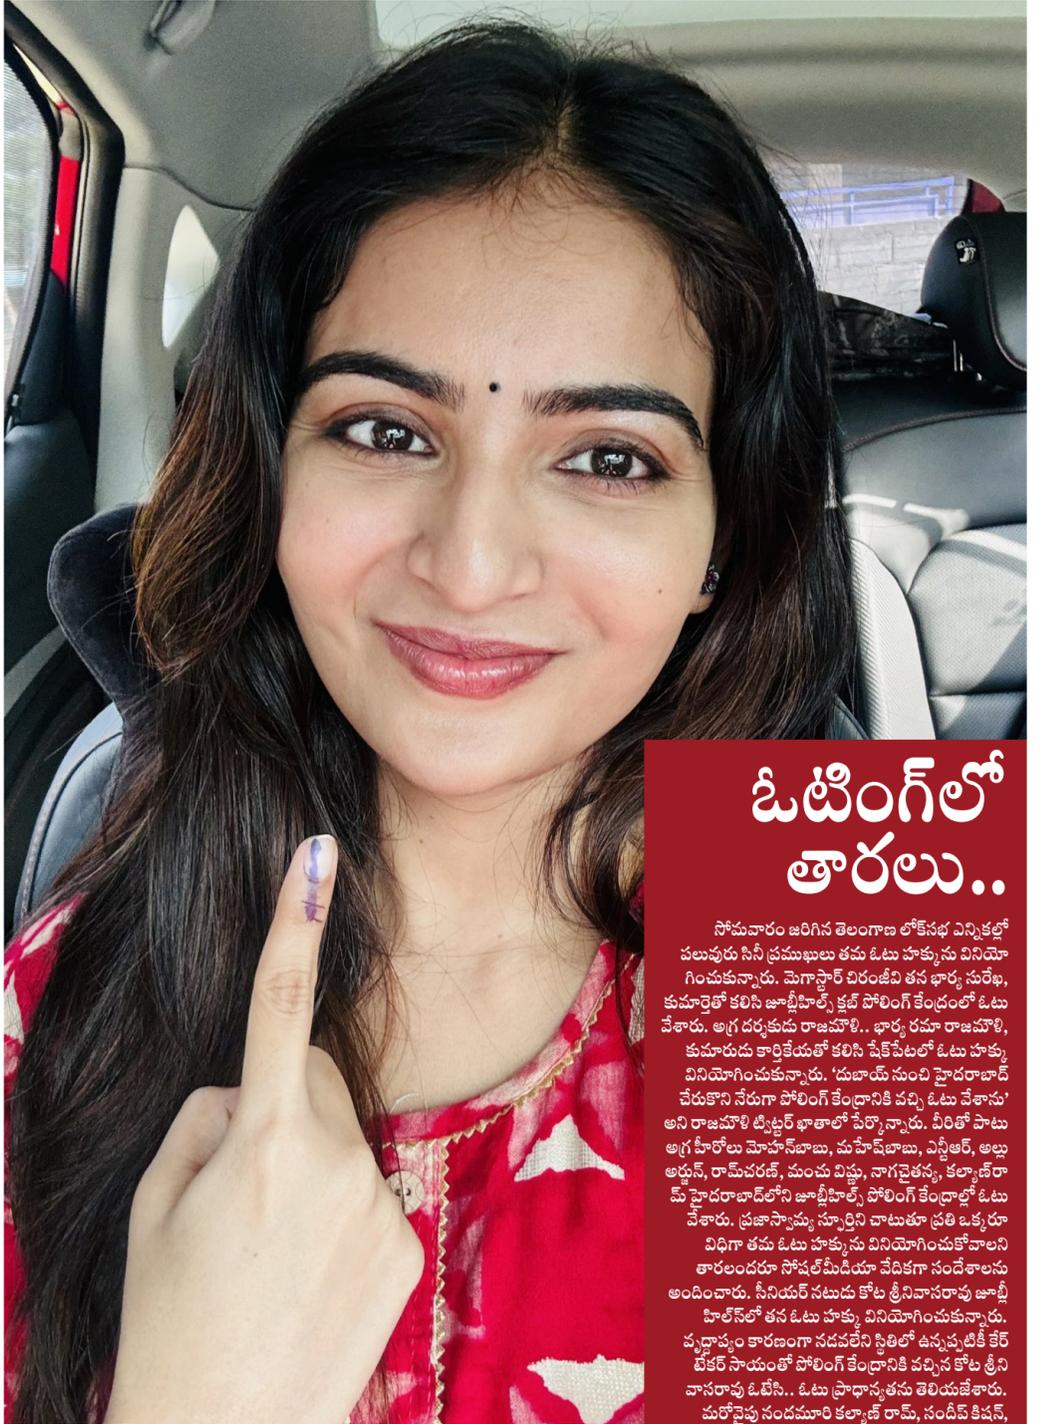 ఓటింగ్‌లో
తారలు..
సోమవారం జరిగిన తెలంగాణ లోక్‌సభ ఎన్నికల్లో
పలువురు సినీ ప్రముఖులు తమ ఓటు హక్కును వినియో
గించుకున్నారు. మెగాస్టార్ చిరంజీవి తన భార్య సురేఖ,
కుమార్తెతో కలిసి జూబ్లీహిల్స్ క్లబ్ పోలింగ్ కేంద్రంలో ఓటు
వేశారు. అగ్ర దర్శకుడు రాజమౌళి.. భార్య రమా రాజమౌళి,
కుమారుడు కార్తికేయతో కలిసి షేక్‌పేటలో ఓటు హక్కు
వినియోగించుకున్నారు. ‘దుబాయ్ నుంచి హైదరాబాద్
చేరుకొని నేరుగా పోలింగ్ కేంద్రానికి వచ్చి ఓటు వేశాను’
అని రాజమౌళి ట్విట్టర్ ఖాతాలో పేర్కొన్నారు. వీరితో పాటు
అగ్ర హీరోలు మోహన్‌బాబు, మహేష్‌బాబు, ఎన్టీఆర్, అల్లు
అర్జున్, రామ్‌చరణ్, మంచు విష్ణు, నాగచైతన్య, కల్యాణ్‌రా
మ్ హైదరాబాద్‌లోని జూబ్లీహిల్స్ పోలింగ్ కేంద్రాల్లో ఓటు
వేశారు. ప్రజాస్వామ్య స్ఫూర్తిని చాటుతూ ప్రతి ఒక్కరూ
విధిగా తమ ఓటు హక్కును వినియోగించుకోవాలని
తారలందరూ సోషల్‌మీడియా వేదికగా సందేశాలను
అందించారు. సీనియర్ నటుడు కోట శ్రీనివాసరావు జూబ్లీ
హిల్స్‌లో తన ఓటు హక్కు వినియోగించుకున్నారు.
వృద్దాప్యం కారణంగా నడవలేని స్థితిలో ఉన్నప్పటికీ కేర్
టేకర్ సాయంతో పోలింగ్ కేంద్రానికి వచ్చిన కోట శ్రీని
వాసరావు ఓటేసి.. ఓటు ప్రాధాన్యతను తెలియజేశారు.
మరోవైపు నందమూరి కల్యాణ్ రామ్, సందీప్ కిషన్,